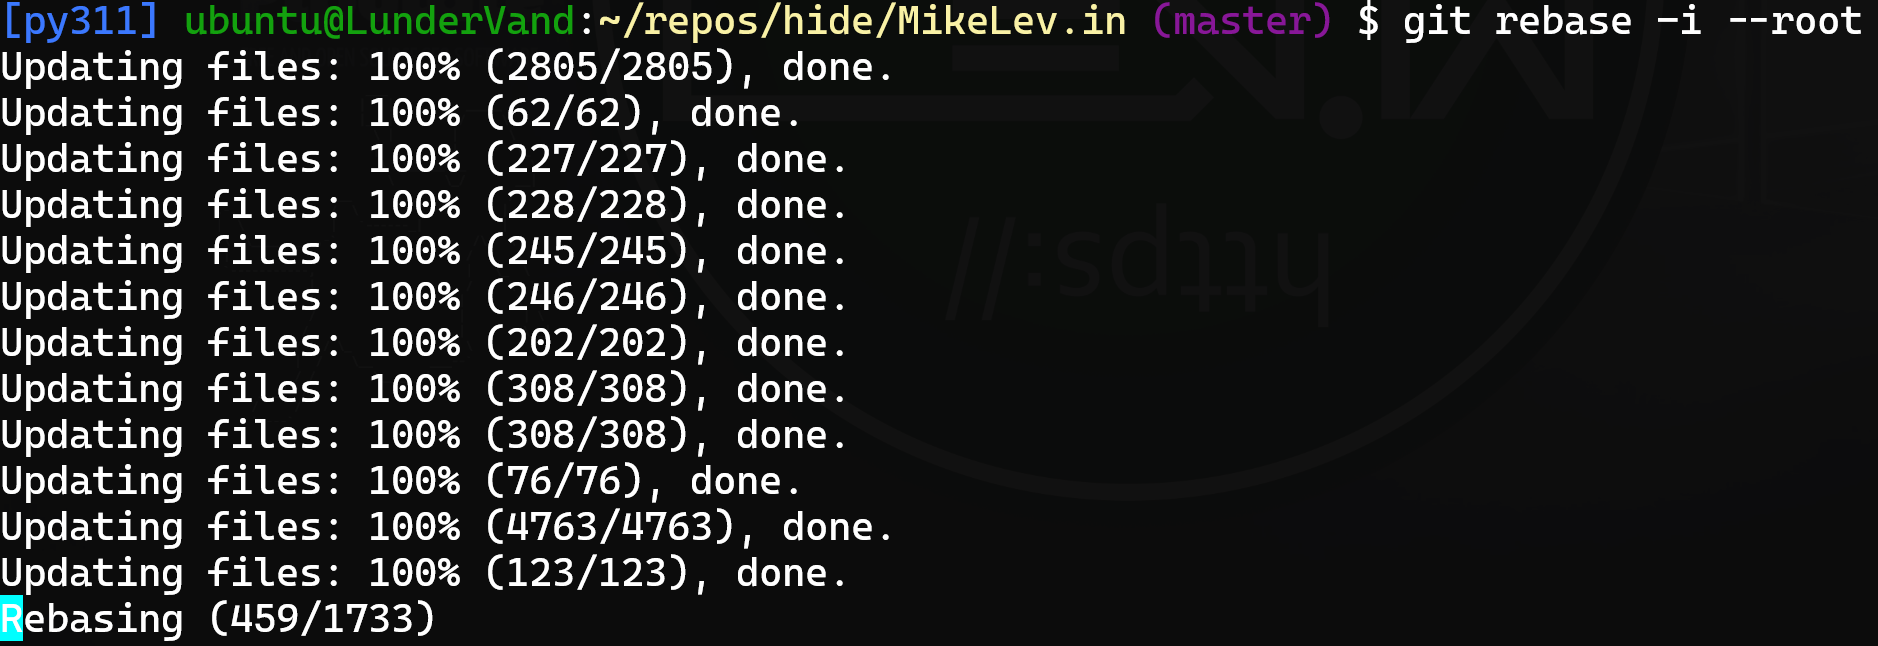 [py311] ubuntu@LunderVand:~/repos/hide/MikeLev.in (master) $ git rebase -i --root
Updating files: 100% (2805/2805), done.
Updating files: 100% (62/62), done.
Updating files: 100% (227/227), done.
Updating files: 100% (228/228), done.
Updating files: 100% (245/245), done.
Updating files: 100% (246/246), done.
Updating files: 100% (202/202), done.
Updating files: 100% (308/308), done.
Updating files: 100% (308/308), done.
Updating files: 100% (76/76), done.
Updating files: 100% (4763/4763), done.
Updating files: 100% (123/123), done.
Rebasing (459/1733)
https://